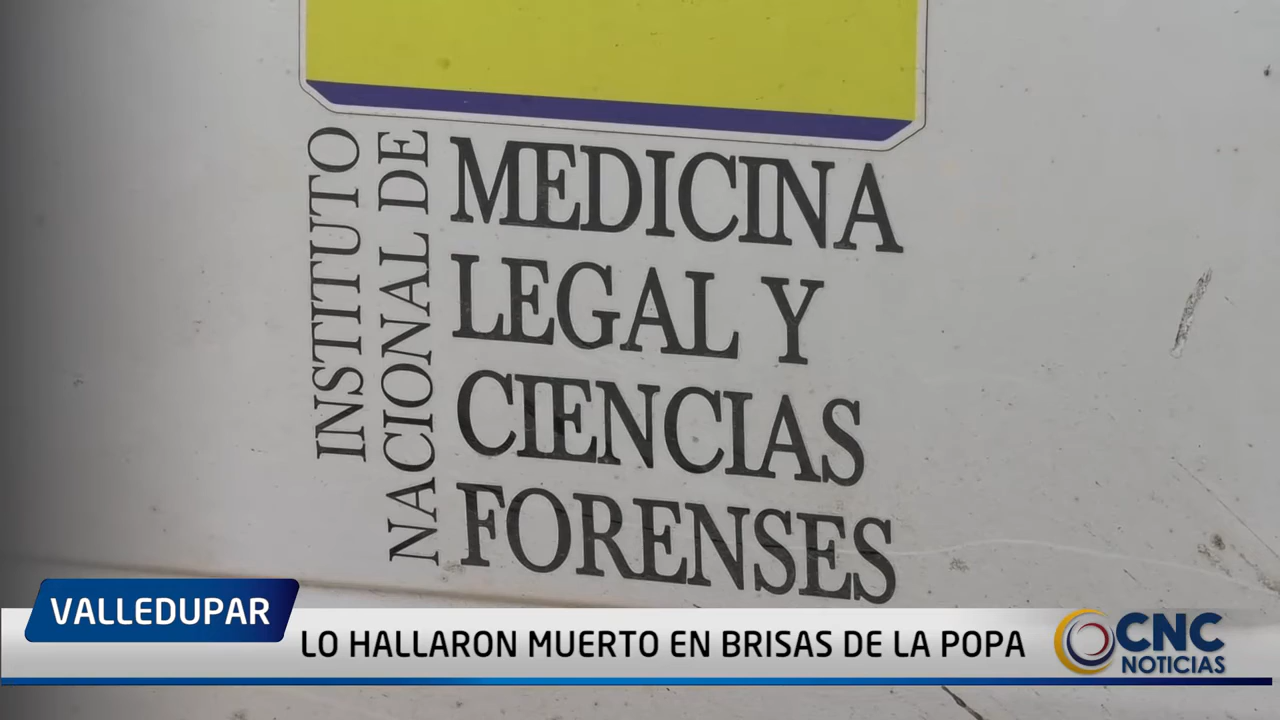 INSTITUTO
NACIONAL DE
MEDICINA
LEGAL Y
CIENCIAS
FORENSES
VALLEDUPAR
LO HALLARON MUERTO EN BRISAS DE LA POPA
CNC
NOTICIAS